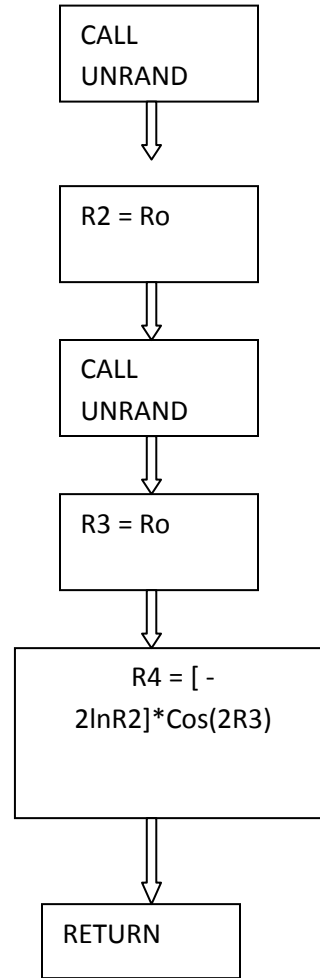 CALL
UNRAND
R2 = Ro
CALL
UNRAND
R3 = Ro
R4 = [ -
2lnR2]*Cos(2R3)
RETURN